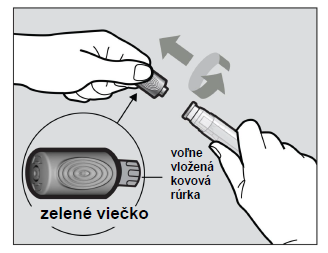 voľne
vložená
kovová
rúrka
zelené viečko